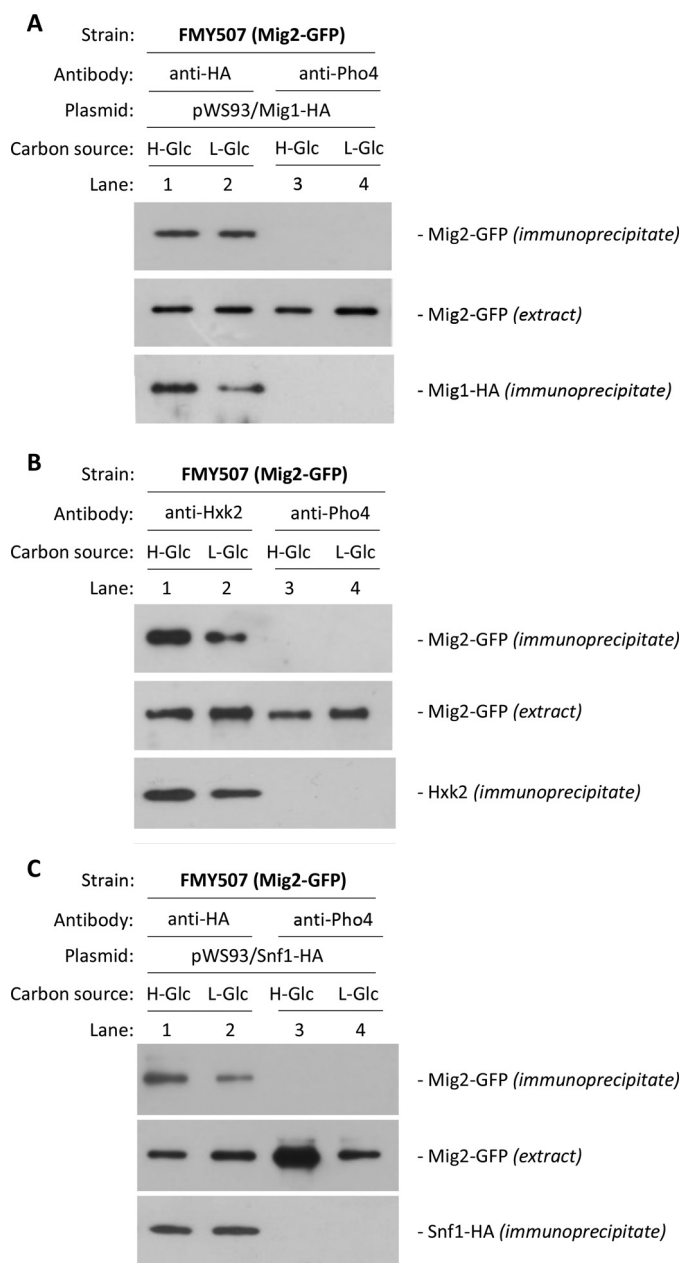 A
Strain: FMY507 (Mig2-GFP)
Antibody: anti-HA anti-Pho4
Plasmid: pWS93/Mig1-HA
Carbon source: H-Glc L-Glc H-Glc L-Glc
Lane: 1 2 3 4
- Mig2-GFP (immunoprecipitate)
- Mig2-GFP (extract)
- Mig1-HA (immunoprecipitate)
B
Strain: FMY507 (Mig2-GFP)
Antibody: anti-Hxk2 anti-Pho4
Carbon source: H-Glc L-Glc H-Glc L-Glc
Lane: 1 2 3 4
- Mig2-GFP (immunoprecipitate)
- Mig2-GFP (extract)
- Hxk2 (immunoprecipitate)
C
Strain: FMY507 (Mig2-GFP)
Antibody: anti-HA anti-Pho4
Plasmid: pWS93/Snf1-HA
Carbon source: H-Glc L-Glc H-Glc L-Glc
Lane: 1 2 3 4
- Mig2-GFP (immunoprecipitate)
- Mig2-GFP (extract)
- Snf1-HA (immunoprecipitate)